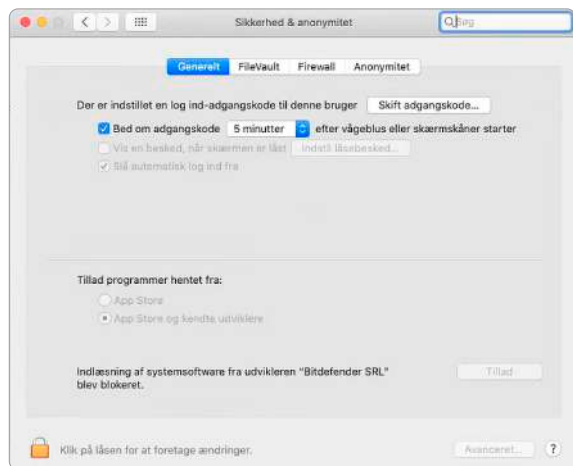 Sikkerhed & anonymitet
Søg
Generelt FileVault Firewall Anonymitet
Der er indstillet en log ind-adgangskode til denne bruger Skift adgangskode...
Bed om adgangskode 5 minutter efter vågeblus eller skærmskåner starter
Vis en besked, når skærmen er låst Indstil låsebesked...
Slå automatisk log ind fra
Tillad programmer hentet fra:
App Store
App Store og kendte udviklere
Indlæsning af systemsoftware fra udvikleren "Bitdefender SRL" Tillad
blev blokeret.
Klik på låsen for at foretage ændringer. Avanceret... ?